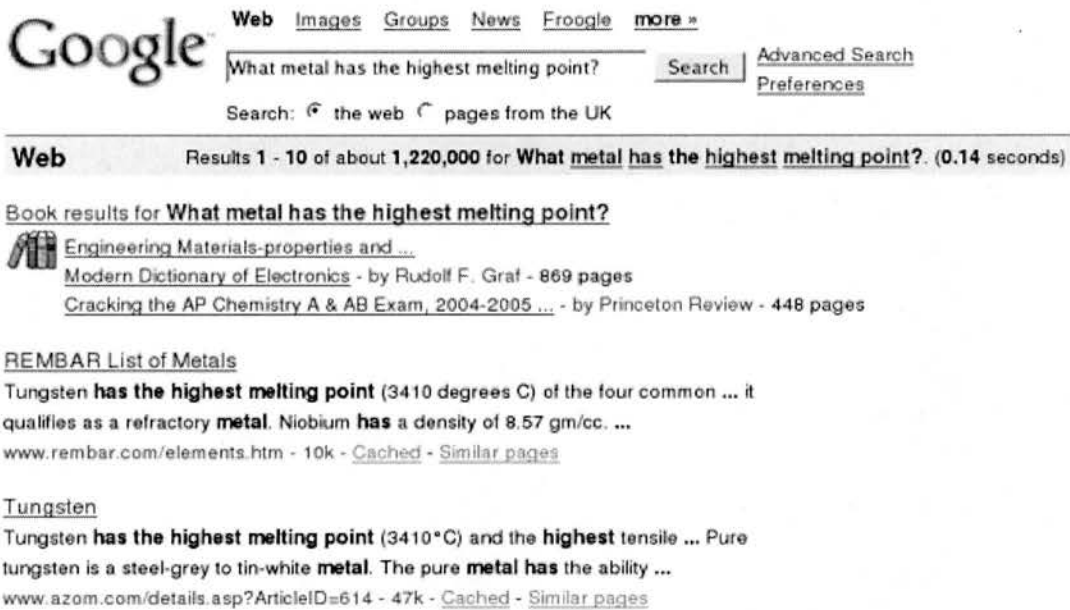 Google™
Web Images Groups News Froogle more »
What metal has the highest melting point? Search Advanced Search
Preferences
Search: the web pages from the UK
Web Results 1 - 10 of about 1,220,000 for What metal has the highest melting point?. (0.14 seconds)
Book results for What metal has the highest melting point?
Engineering Materials-properties and ...
Modern Dictionary of Electronics - by Rudolf F. Graf - 869 pages
Cracking the AP Chemistry A & AB Exam, 2004-2005 ... - by Princeton Review - 448 pages
REMBAR List of Metals
Tungsten has the highest melting point (3410 degrees C) of the four common ... it
qualifies as a refractory metal. Niobium has a density of 8.57 gm/cc. ...
www.rembar.com/elements.htm - 10k - Cached - Similar pages
Tungsten
Tungsten has the highest melting point (3410°C) and the highest tensile ... Pure
tungsten is a steel-grey to tin-white metal. The pure metal has the ability ...
www.azom.com/details.asp?ArticleID=614 - 47k - Cached - Similar pages